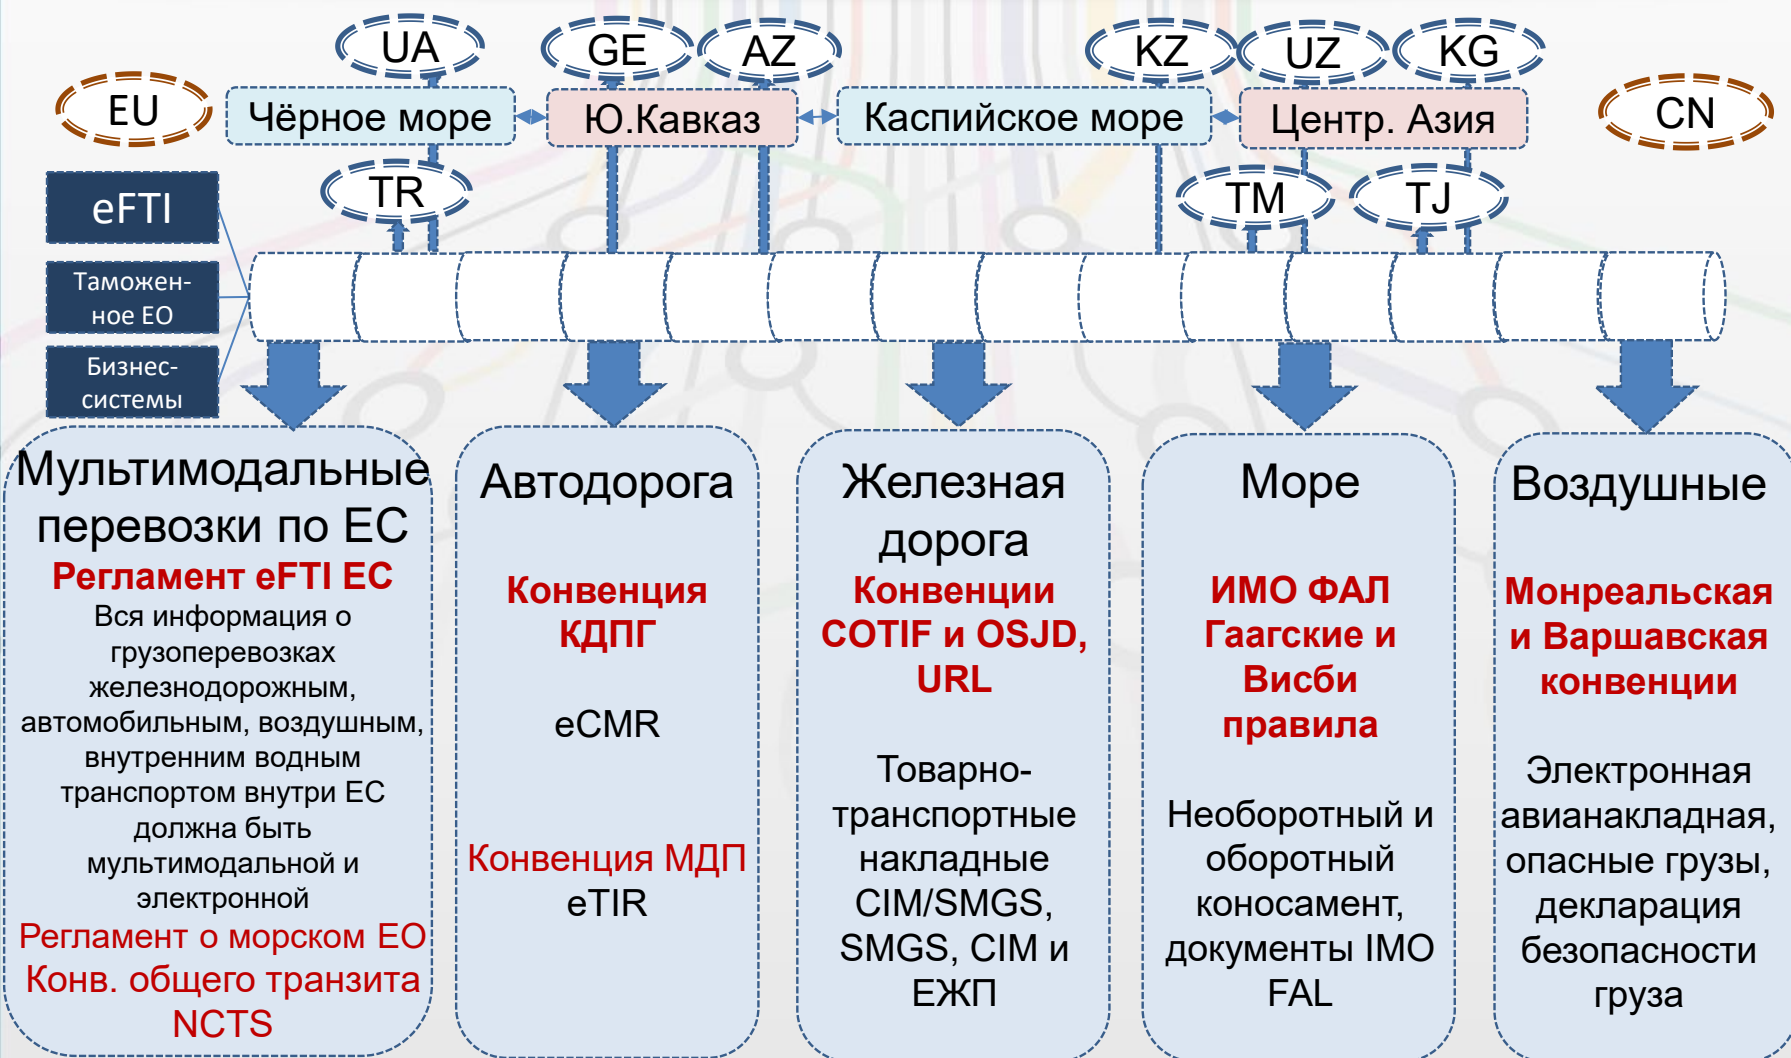 UA
GE
AZ
KZ
UZ
KG
EU
Чёрное море
Ю.Кавказ
Каспийское море
Центр. Азия
CN
TR
TM
TJ
eFTI
Таможен-
ное ЕО
Бизнес-
системы
Мультимодальные
перевозки по ЕС
Регламент eFTI ЕС
Вся информация о
грузоперевозках
железнодорожным,
автомобильным, воздушным,
внутренним водным
транспортом внутри ЕС
должна быть
мультимодальной и
электронной
Регламент о морском ЕО
Конв. общего транзита
NCTS
Автодорога
Конвенция
КДПГ
eCMR
Конвенция МДП
eTIR
Железная
дорога
Конвенции
COTIF и OSJD,
URL
Товарно-
транспортные
накладные
CIM/SMGS,
SMGS, CIM и
ЕЖП
Море
ИМО ФАЛ
Гаагские и
Висби
правила
Необоротный и
оборотный
коносамент,
документы IMO
FAL
Воздушные
Монреальская
и Варшавская
конвенции
Электронная
авианакладная,
опасные грузы,
декларация
безопасности
груза